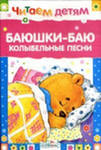 Читаем детям
БАЮШКИ-БАЮ
КОЛЫБЕЛЬНЫЕ ПЕСНИ